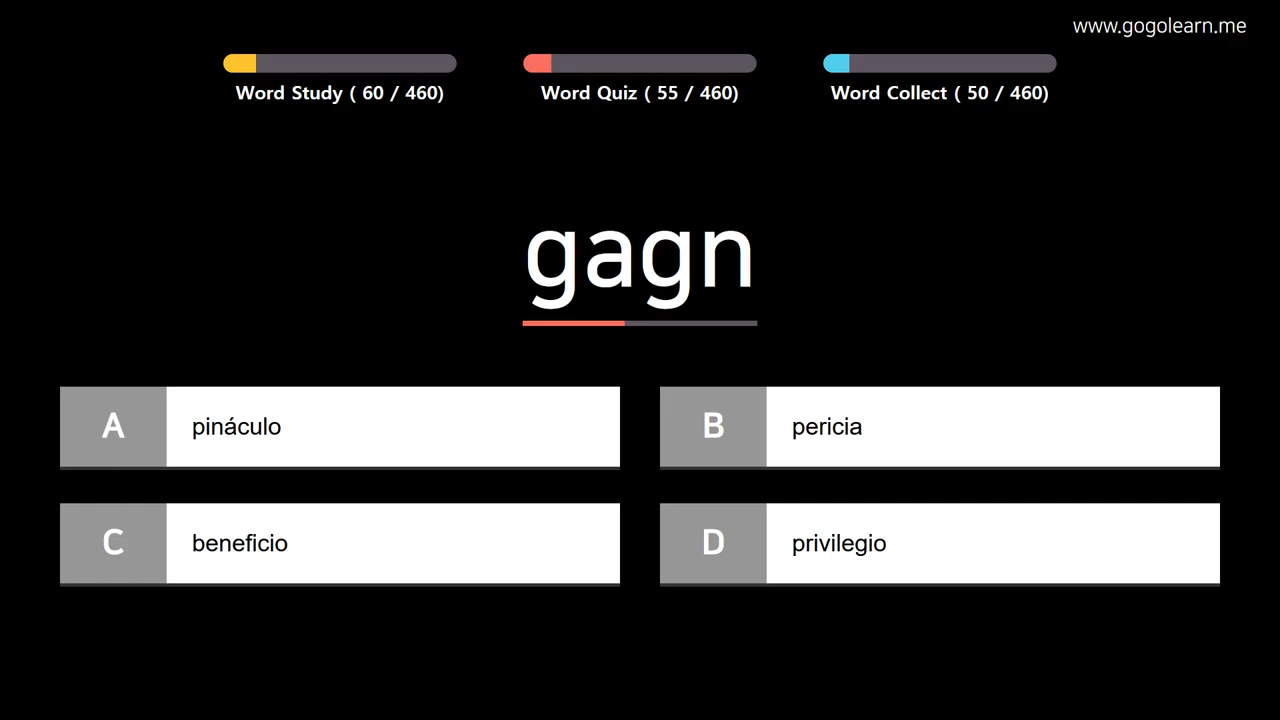 www.gogolearn.me
Word Study ( 60 / 460)
Word Quiz ( 55 / 460)
Word Collect ( 50 / 460)
gagn
A pináculo
B pericia
C beneficio
D privilegio